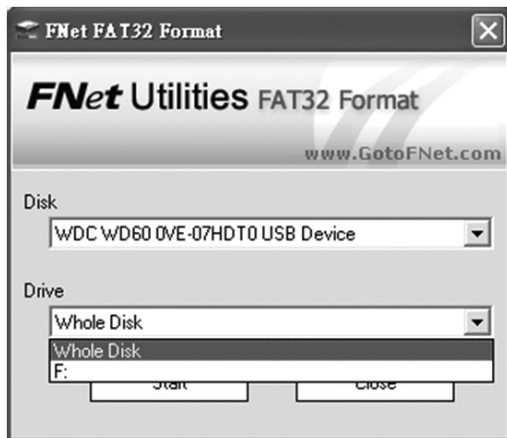 FNet FAT32 Format
FNet Utilities FAT32 Format
www.GotoFNet.com
Disk
WDC WD60 0VE-07HDT0 USB Device
Drive
Whole Disk
Whole Disk
F:
Start Close